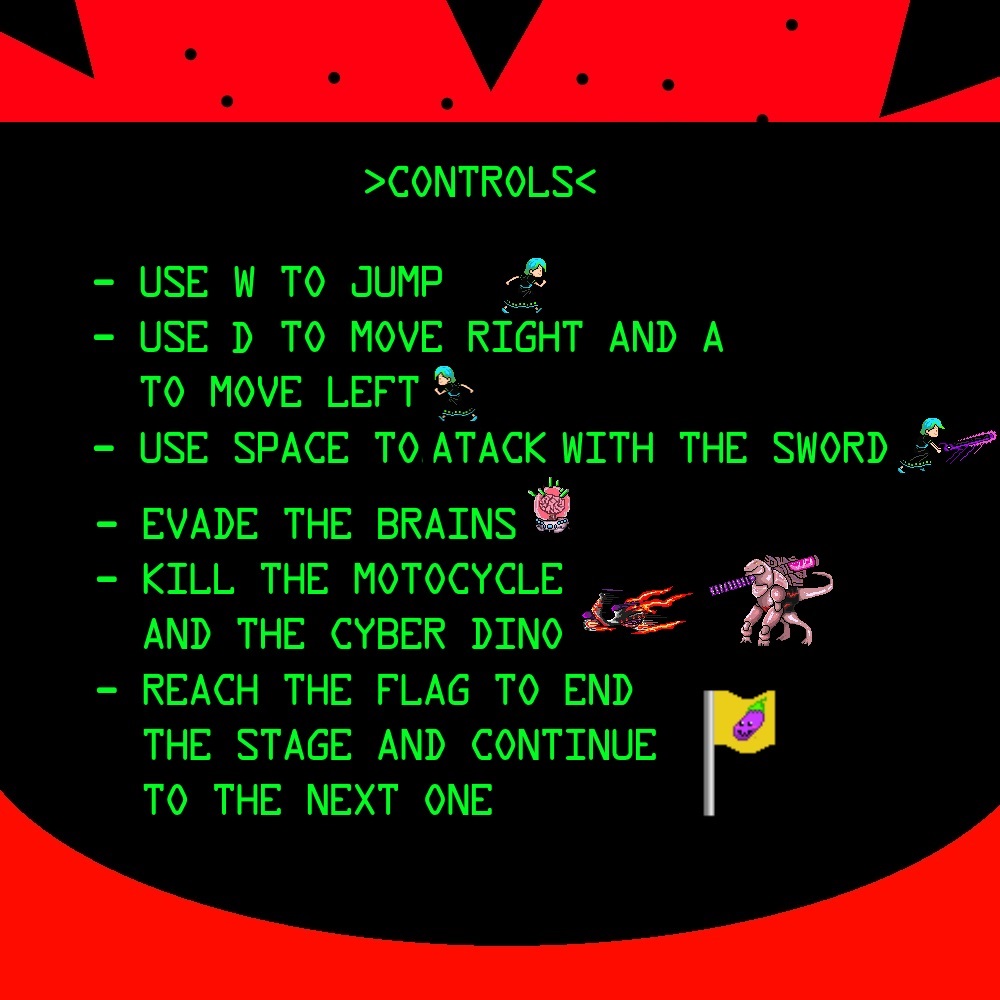 >CONTROLS<
- USE W TO JUMP
- USE D TO MOVE RIGHT AND A
TO MOVE LEFT
- USE SPACE TO ATACK WITH THE SWORD
- EVADE THE BRAINS
- KILL THE MOTOCYCLE
AND THE CYBER DINO
- REACH THE FLAG TO END
THE STAGE AND CONTINUE
TO THE NEXT ONE